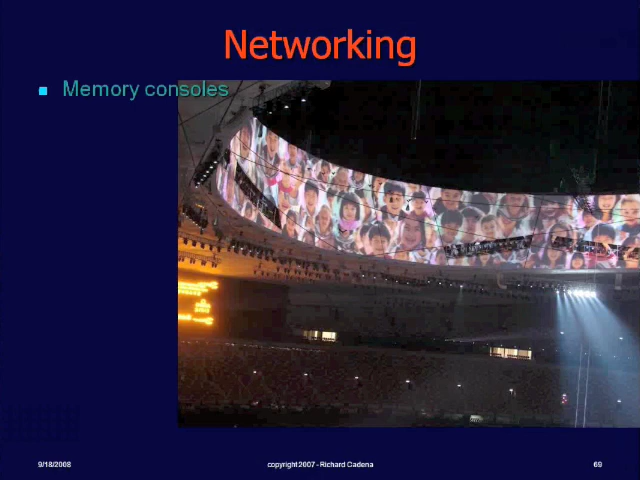 Networking
Memory consoles
9/18/2008
copyright 2007 - Richard Cadena
69